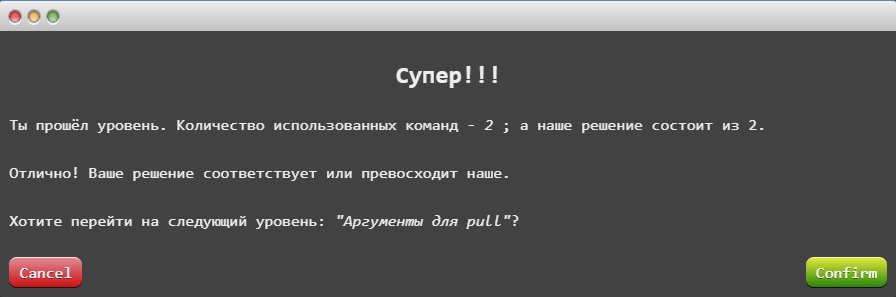 Супер!!!
Ты прошёл уровень. Количество использованных команд - 2 ; а наше решение состоит из 2.
Отлично! Ваше решение соответствует или превосходит наше.
Хотите перейти на следующий уровень: "Аргументы для pull"?
Cancel
Confirm